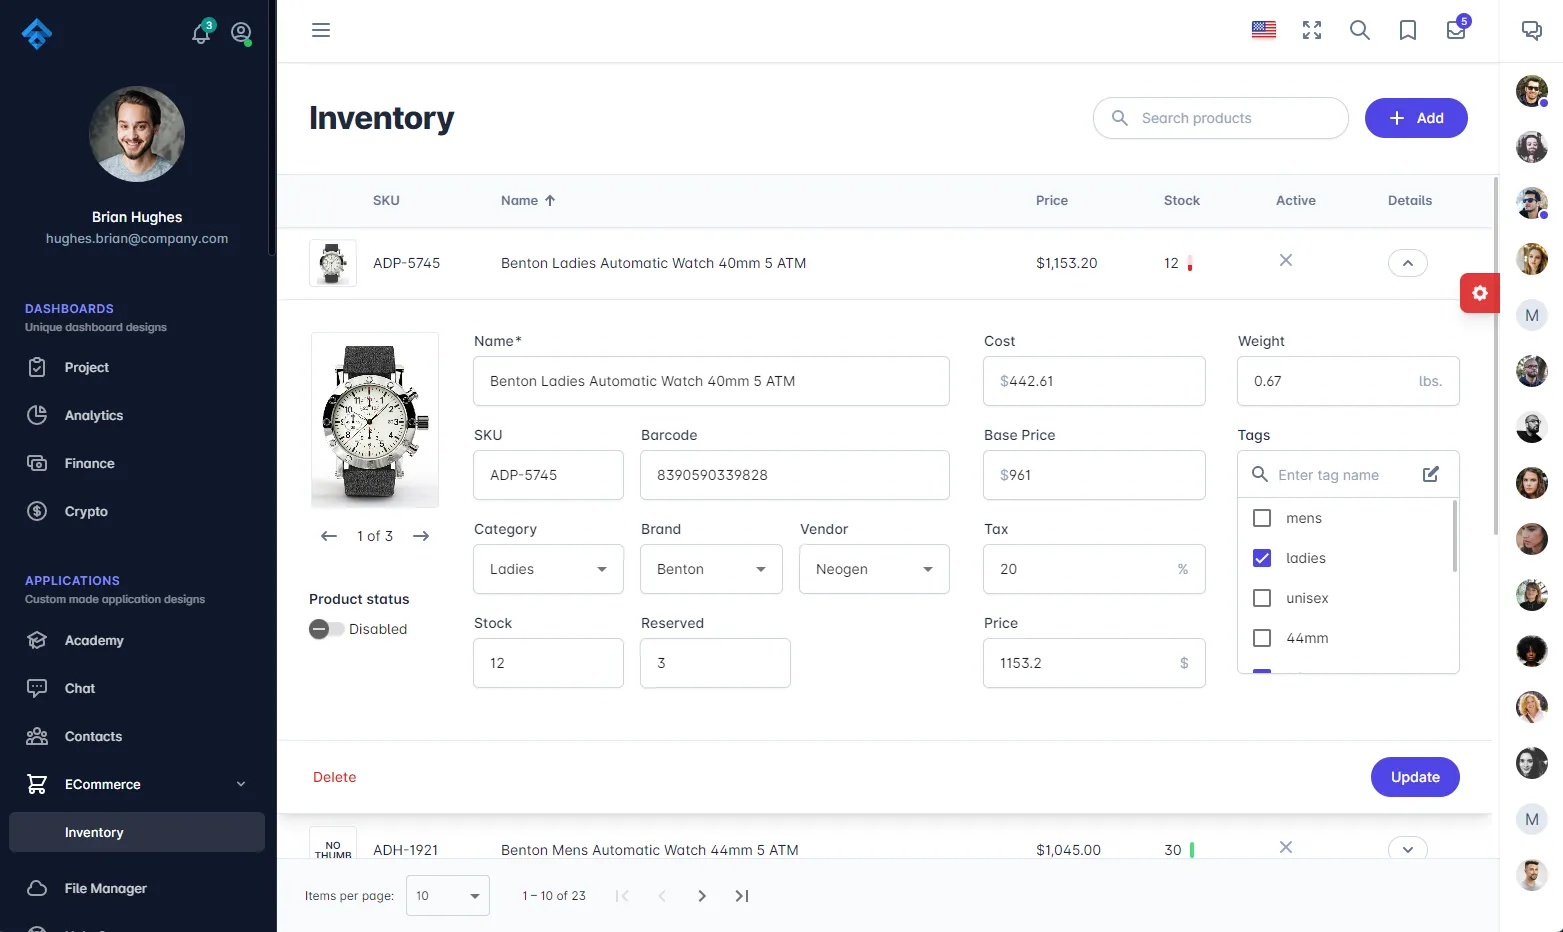 3
Brian Hughes
hughes.brian@company.com
DASHBOARDS
Unique dashboard designs
Project
Analytics
Finance
Crypto
APPLICATIONS
Custom made application designs
Academy
Chat
Contacts
ECommerce
Inventory
File Manager
5
Inventory
Search products
Add
SKU Name Price Stock Active Details
ADP-5745 Benton Ladies Automatic Watch 40mm 5 ATM $1,153.20 12
1 of 3
Product status
Disabled
Name*
Benton Ladies Automatic Watch 40mm 5 ATM
SKU Barcode
ADP-5745 8390590339828
Category Brand Vendor
Ladies Benton Neogen
Stock Reserved
12 3
Cost
$442.61
Base Price
$961
Tax
20 %
Price
1153.2 $
Weight
0.67 lbs.
Tags
Enter tag name
mens
ladies
unisex
44mm
Delete
Update
NO
THUMB
ADH-1921 Benton Mens Automatic Watch 44mm 5 ATM $1,045.00 30
Items per page: 10 1 – 10 of 23
M
M